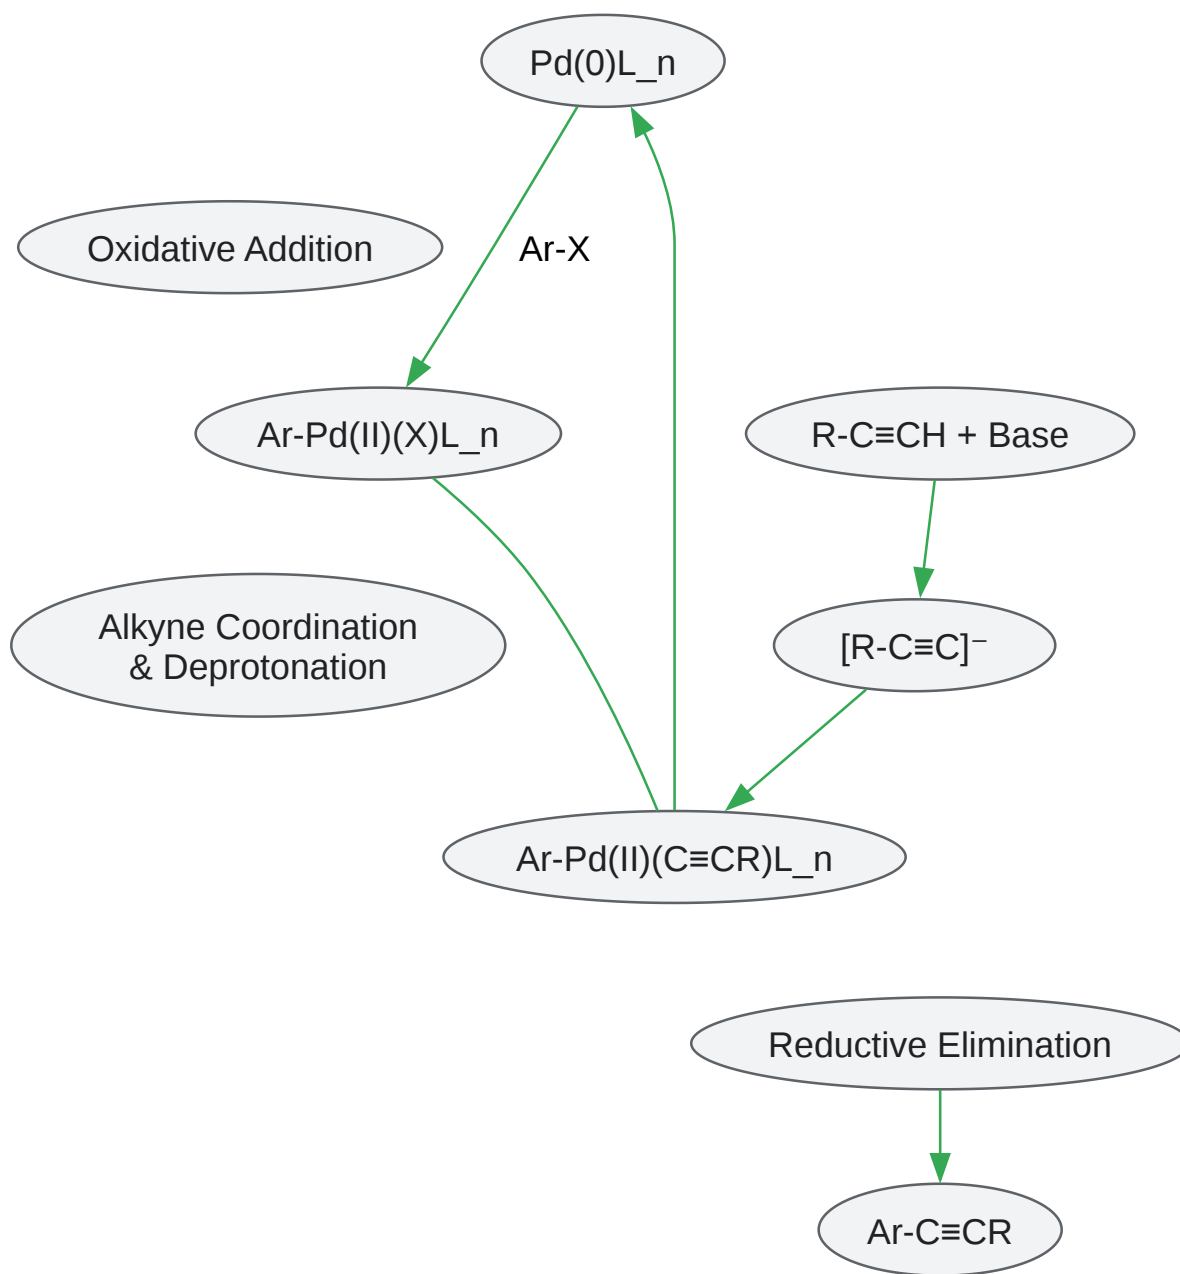 Pd(0)L_n
Oxidative Addition
Ar-X
Ar-Pd(II)(X)L_n
R-C≡CH + Base
Alkyne Coordination
& Deprotonation
[R-C≡C]⁻
Ar-Pd(II)(C≡CR)L_n
Reductive Elimination
Ar-C≡CR